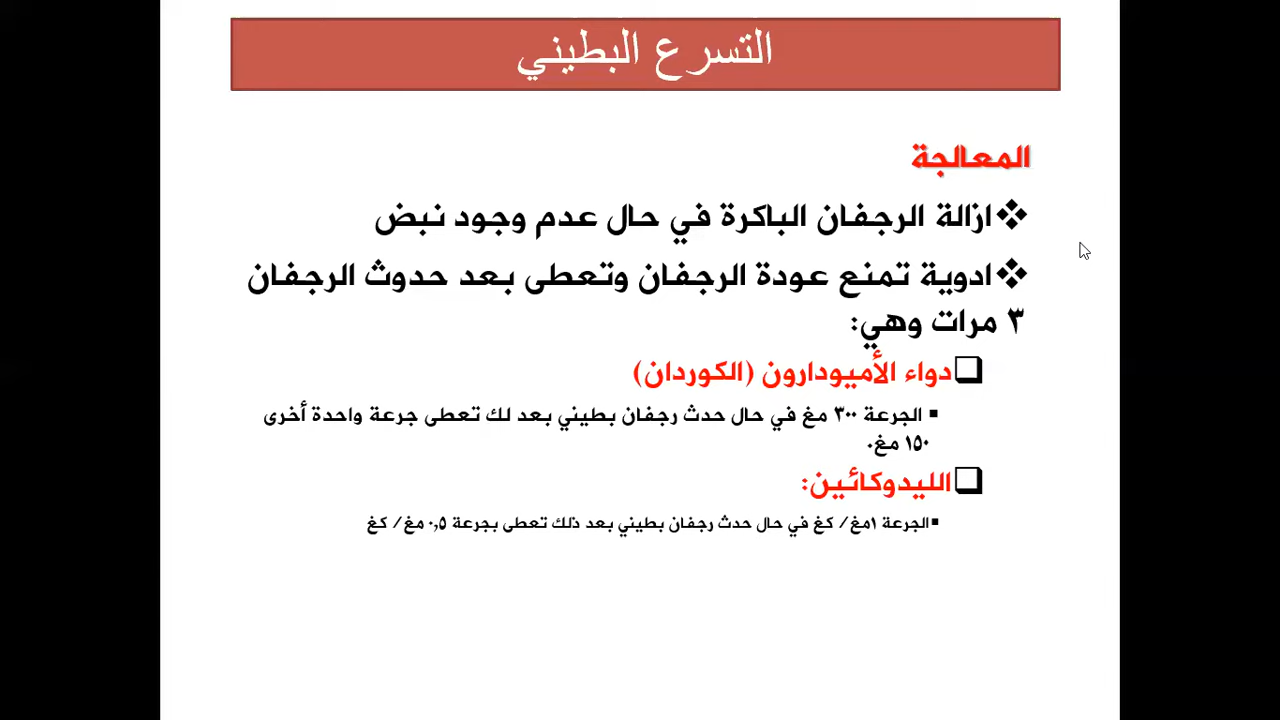 التسرع البطيني
المعالجة
❖ازالة الرجفان الباكرة في حال عدم وجود نبض
❖ادوية تمنع عودة الرجفان وتعطى بعد حدوث الرجفان
٣ مرات وهي:
❑دواء الأميودارون (الكوردان)
▪ الجرعة ٣٠٠ مغ في حال حدث رجفان بطيني بعد لك تعطى جرعة واحدة أخرى
١٥٠ مغ.
❑الليدوكائين:
▪الجرعة ١مغ/ كغ في حال حدث رجفان بطيني بعد ذلك تعطى بجرعة ٠,٥ مغ/ كغ